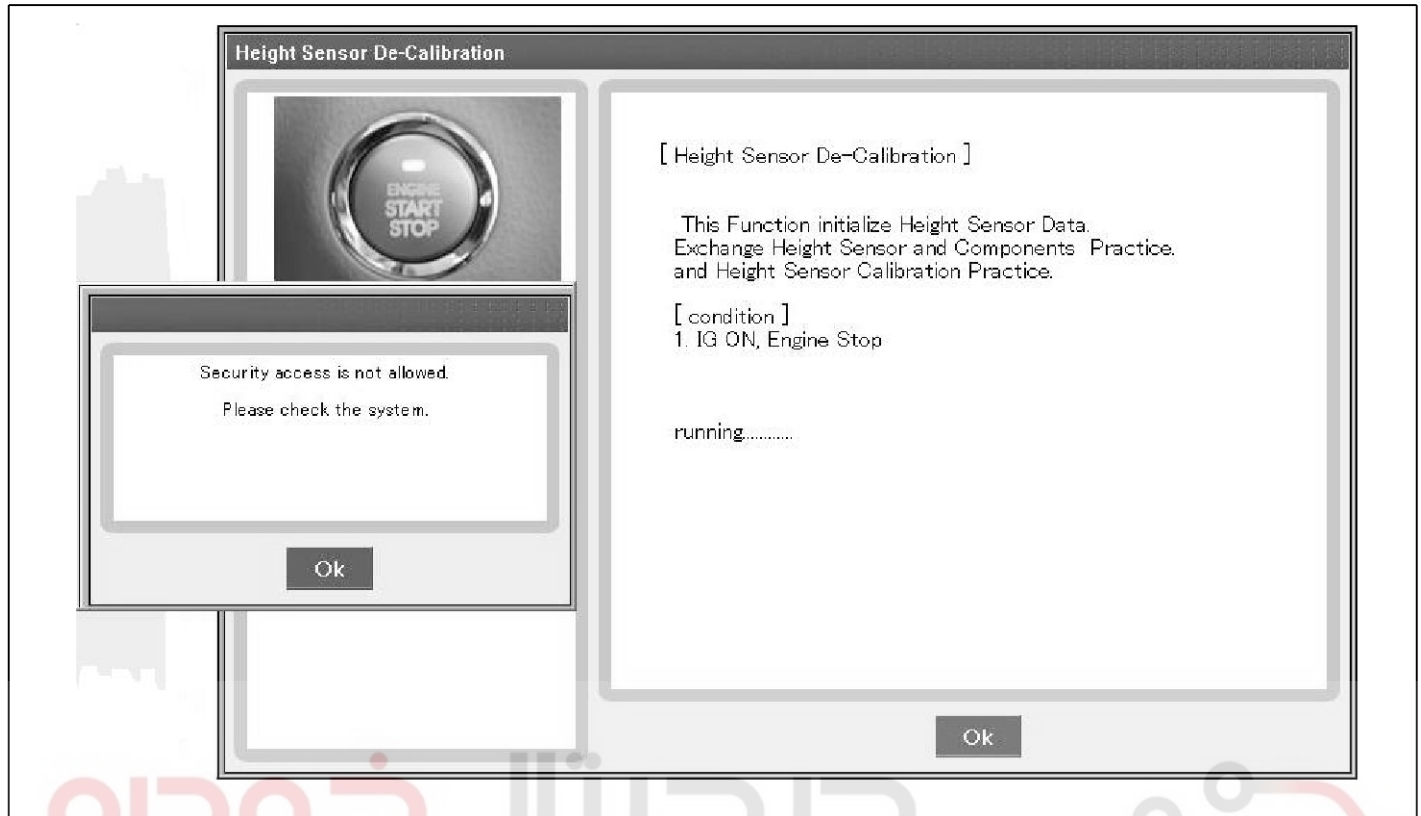 Height Sensor De-Calibration
ENGINE
START
STOP
[ Height Sensor De-Calibration ]
This Function initialize Height Sensor Data.
Exchange Height Sensor and Components Practice.
and Height Sensor Calibration Practice.
[ condition ]
1. IG ON, Engine Stop
running...........
Ok
Security access is not allowed.
Please check the system.
Ok